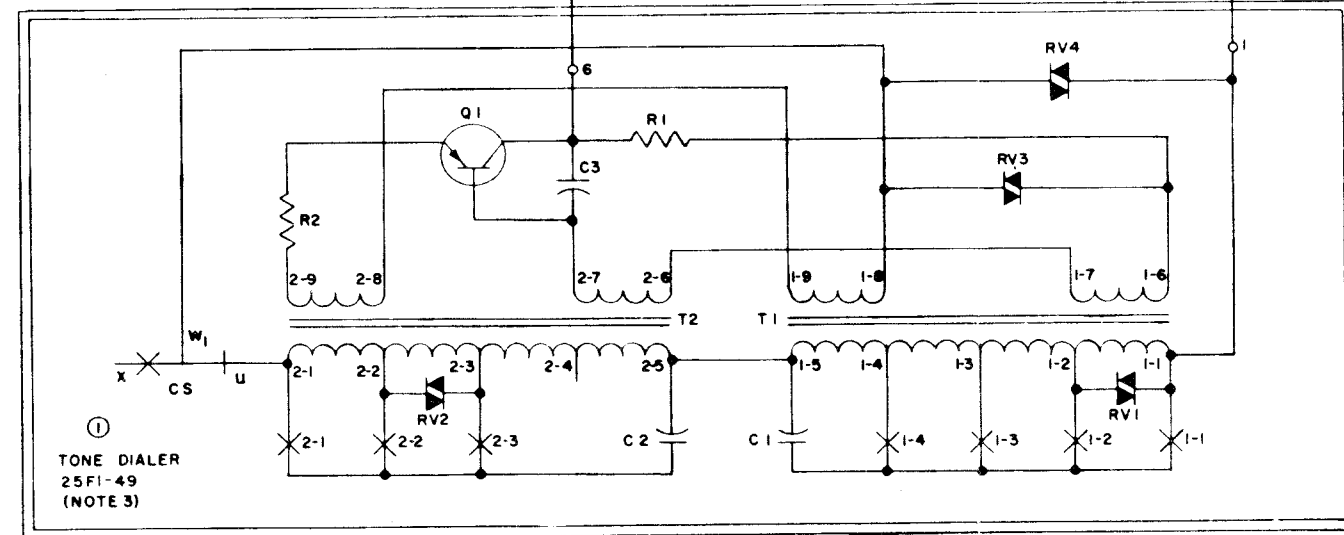 RV4
1
6
Q1
R1
C3
RV3
R2
2-9 2-8 2-7 2-6 1-9 1-8 1-7 1-6
T2 T1
W1
X CS U
2-1 2-2 2-3 2-4 2-5 1-5 1-4 1-3 1-2 1-1
RV2 RV1
2-1 2-2 2-3 C2 C1 1-4 1-3 1-2 1-1
1
TONE DIALER
25F1-49
(NOTE 3)